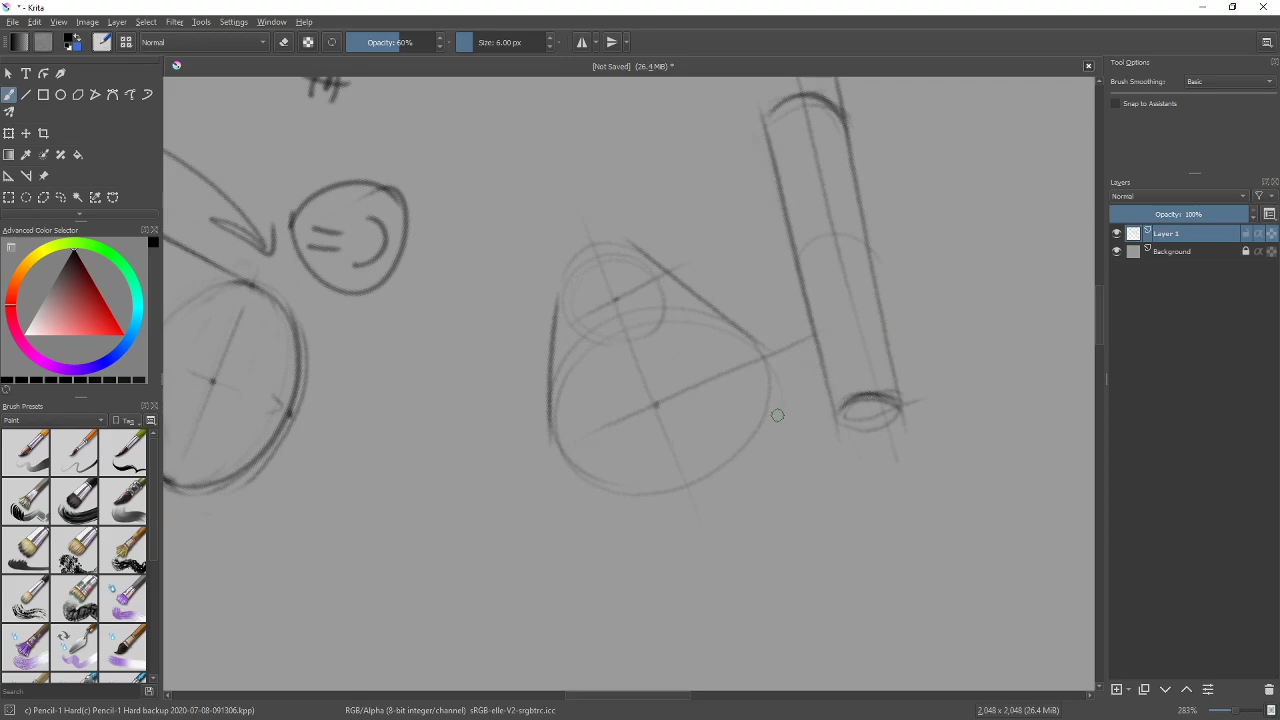 * - Krita
File Edit View Image Layer Select Filter Tools Settings Window Help
Normal Opacity: 60% Size: 6.00 px
[Not Saved] (26.4 MiB) *
Tool Options
Brush Smoothing: Basic
Snap to Assistants
Layers
Normal
Opacity: 100%
Layer 1
Background
Advanced Color Selector
Brush Presets
Paint Tag
Search
c) Pencil-1 Hard(c) Pencil-1 Hard backup 2020-07-08-091306.kpp) RGB/Alpha (8-bit integer/channel) sRGB-elle-V2-srgbtrc.icc 2,048 x 2,048 (26.4 MiB) 283%